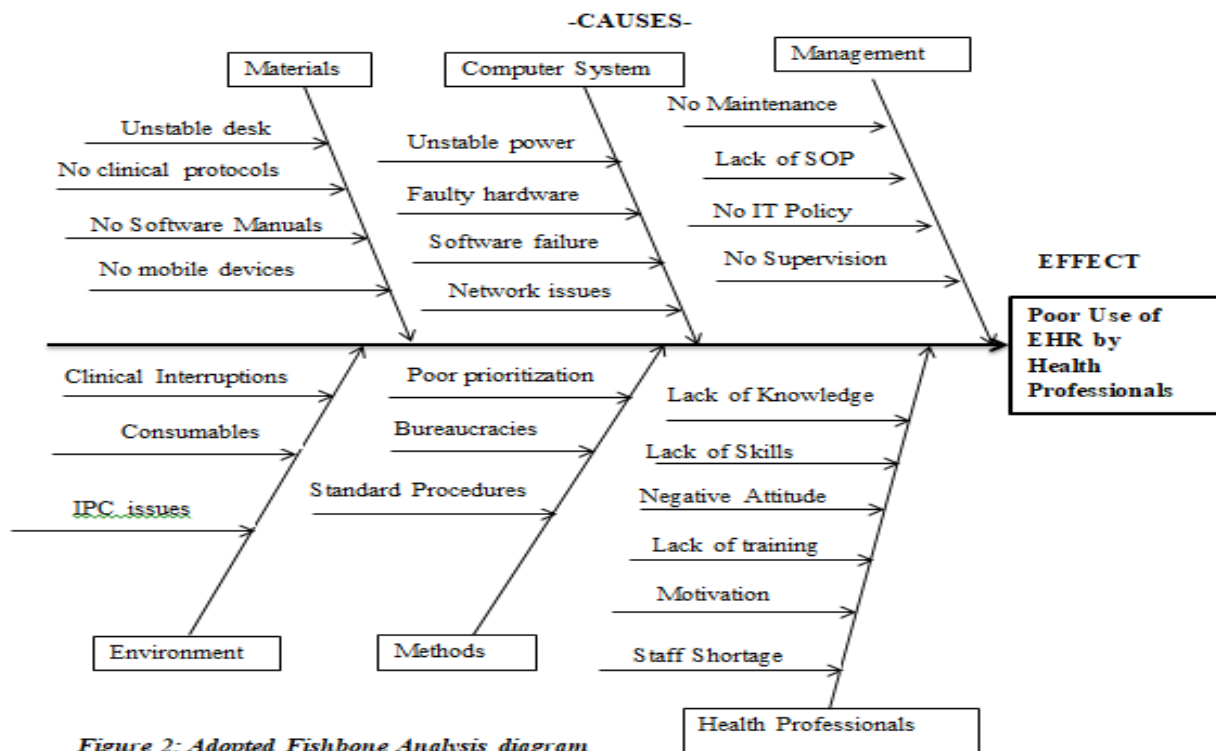 -CAUSES-
Materials
Computer System
Management
Unstable desk
No clinical protocols
No Software Manuals
No mobile devices
Unstable power
Faulty hardware
Software failure
Network issues
No Maintenance
Lack of SOP
No IT Policy
No Supervision
EFFECT
Poor Use of
EHR by
Health
Professionals
Clinical Interruptions
Consumables
IPC issues
Poor prioritization
Bureaucracies
Standard Procedures
Lack of Knowledge
Lack of Skills
Negative Attitude
Lack of training
Motivation
Staff Shortage
Environment
Methods
Health Professionals
Figure 2: Adopted Fishbone Analysis diagram